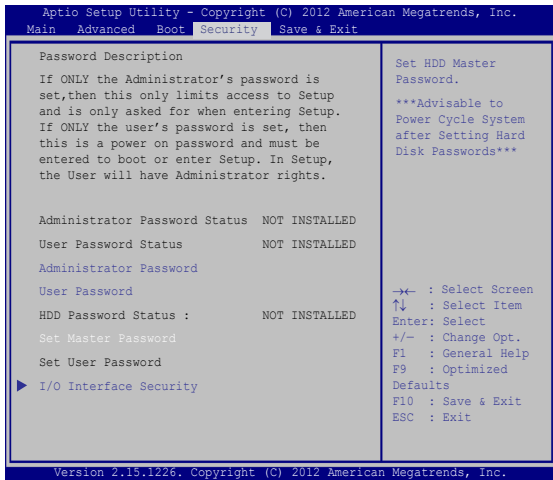 Aptio Setup Utility - Copyright (C) 2012 American Megatrends, Inc.
Main Advanced Boot Security Save & Exit
Password Description
If ONLY the Administrator's password is
set,then this only limits access to Setup
and is only asked for when entering Setup.
If ONLY the user's password is set, then
this is a power on password and must be
entered to boot or enter Setup. In Setup,
the User will have Administrator rights.
Administrator Password Status NOT INSTALLED
User Password Status NOT INSTALLED
Administrator Password
User Password
HDD Password Status : NOT INSTALLED
Set Master Password
Set User Password
I/O Interface Security
Set HDD Master
Password.
***Advisable to
Power Cycle System
after Setting Hard
Disk Passwords***
→← : Select Screen
↑↓ : Select Item
Enter: Select
+/— : Change Opt.
F1 : General Help
F9 : Optimized
Defaults
F10 : Save & Exit
ESC : Exit
Version 2.15.1226. Copyright (C) 2012 American Megatrends, Inc.